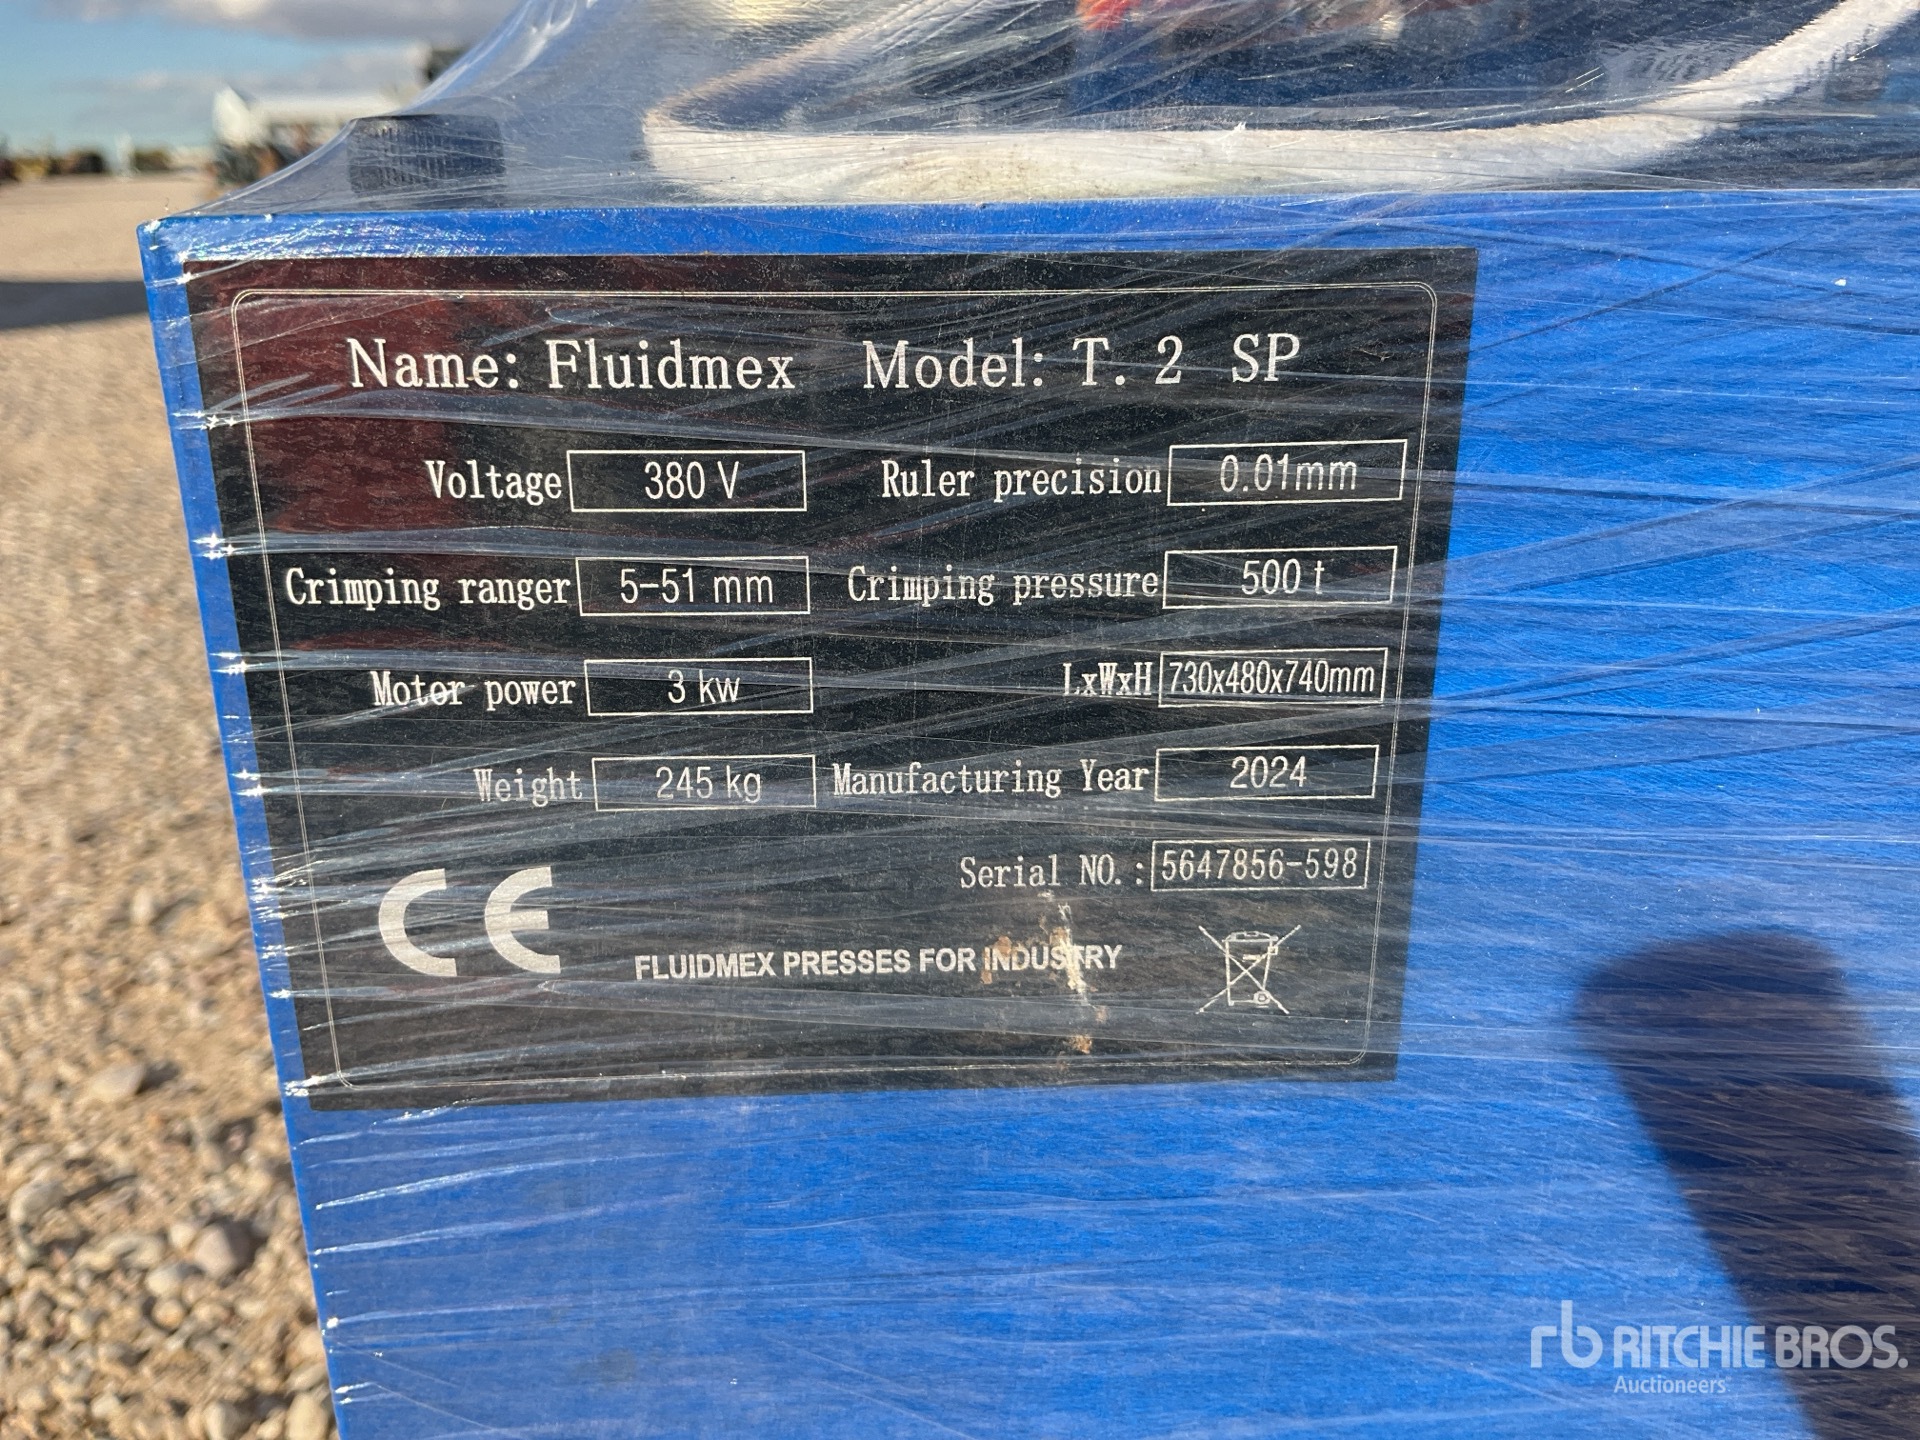 Name: Fluidmex Model: T. 2 SP
Voltage 380 V Ruler precision 0.01mm
Crimping ranger 5-51 mm Crimping pressure 500 t
Motor power 3 kw LxWxH 730x480x740mm
Weight 245 kg Manufacturing Year 2024
Serial NO.: 5647856-598
CE FLUIDMEX PRESSES FOR INDUSTRY
rb RITCHIE BROS.
Auctioneers